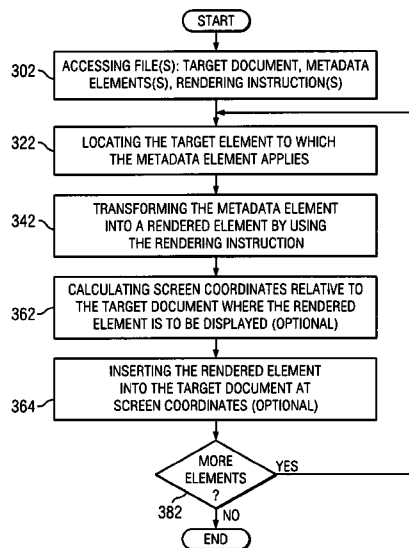 START
302
ACCESSING FILE(S): TARGET DOCUMENT, METADATA
ELEMENTS(S), RENDERING INSTRUCTION(S)
322
LOCATING THE TARGET ELEMENT TO WHICH
THE METADATA ELEMENT APPLIES
342
TRANSFORMING THE METADATA ELEMENT
INTO A RENDERED ELEMENT BY USING
THE RENDERING INSTRUCTION
362
CALCULATING SCREEN COORDINATES RELATIVE TO
THE TARGET DOCUMENT WHERE THE RENDERED
ELEMENT IS TO BE DISPLAYED (OPTIONAL)
364
INSERTING THE RENDERED ELEMENT
INTO THE TARGET DOCUMENT AT
SCREEN COORDINATES (OPTIONAL)
MORE
ELEMENTS
?
YES
382
NO
END